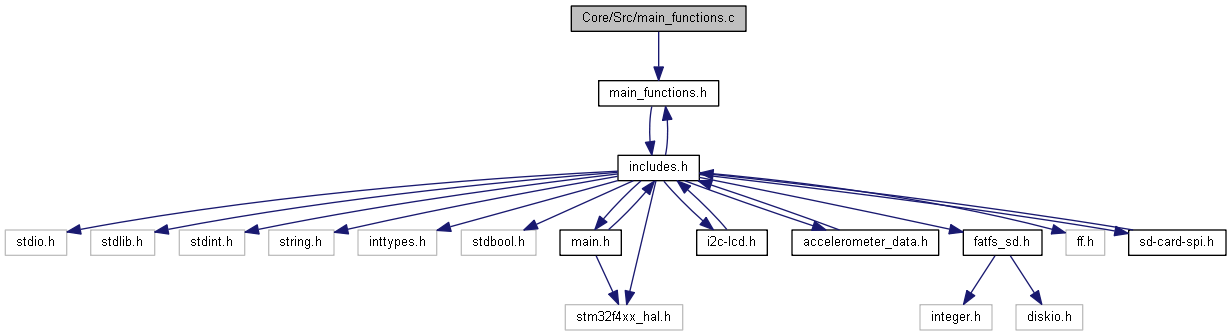 Core/Src/main_functions.c
main_functions.h
includes.h
stdio.h
stdlib.h
stdint.h
string.h
inttypes.h
stdbool.h
main.h
i2c-lcd.h
accelerometer_data.h
fatfs_sd.h
ff.h
sd-card-spi.h
stm32f4xx_hal.h
integer.h
diskio.h